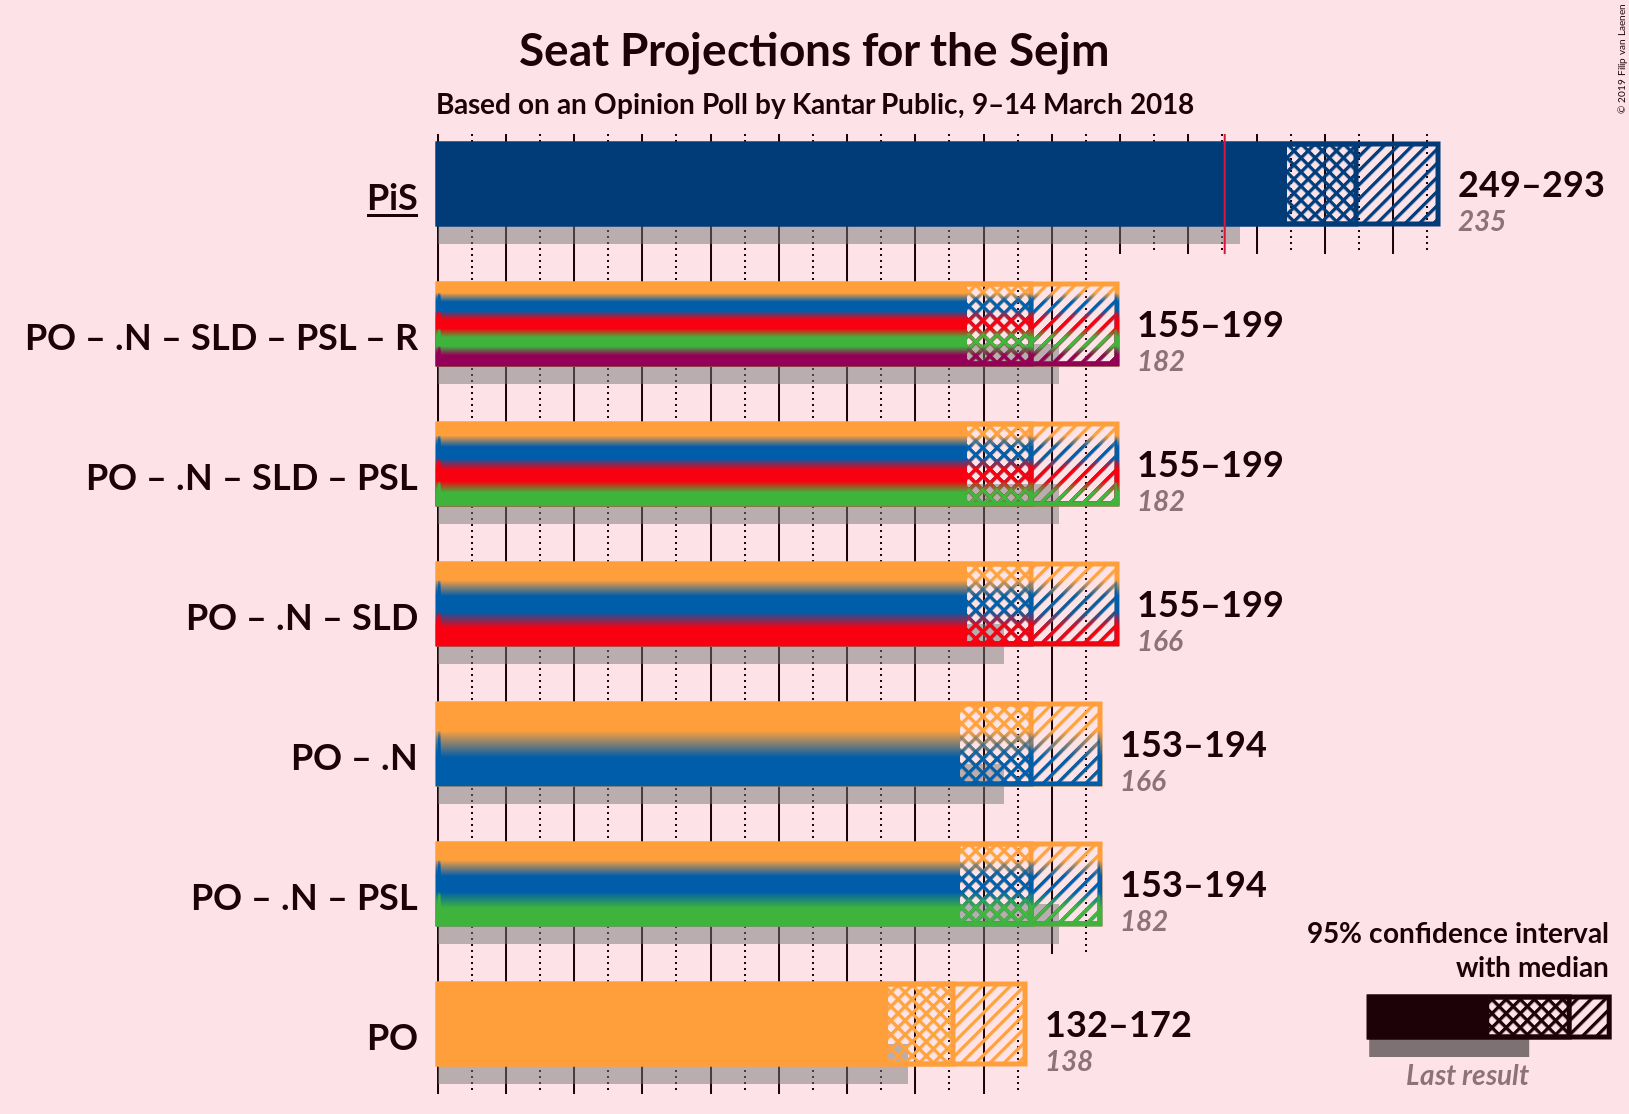 Seat Projections for the Sejm
Based on an Opinion Poll by Kantar Public, 9–14 March 2018
© 2019 Filip van Laenen
PiS
249–293
235
PO – .N – SLD – PSL – R
155–199
182
PO – .N – SLD – PSL
155–199
182
PO – .N – SLD
155–199
166
PO – .N
153–194
166
PO – .N – PSL
153–194
182
PO
132–172
138
95% confidence interval
with median
Last result